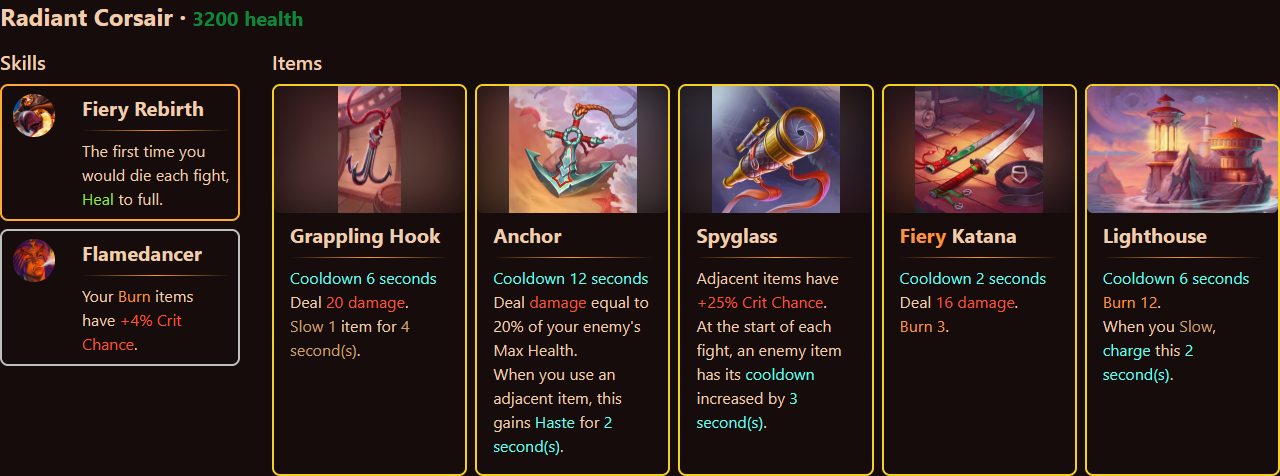 Radiant Corsair · 3200 health
Skills
Fiery Rebirth
The first time you
would die each fight,
Heal to full.
Flamedancer
Your Burn items
have +4% Crit
Chance.
Items
Grappling Hook
Cooldown 6 seconds
Deal 20 damage.
Slow 1 item for 4
second(s).
Anchor
Cooldown 12 seconds
Deal damage equal to
20% of your enemy's
Max Health.
When you use an
adjacent item, this
gains Haste for 2
second(s).
Spyglass
Adjacent items have
+25% Crit Chance.
At the start of each
fight, an enemy item
has its cooldown
increased by 3
second(s).
Fiery Katana
Cooldown 2 seconds
Deal 16 damage.
Burn 3.
Lighthouse
Cooldown 6 seconds
Burn 12.
When you Slow,
charge this 2
second(s).